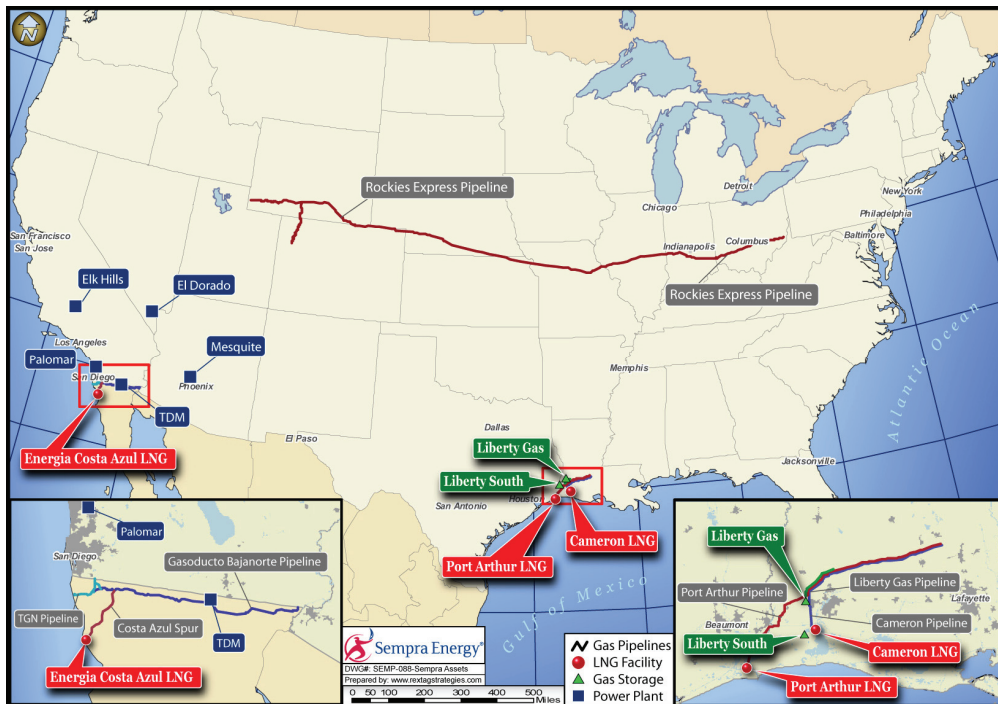 N
Rockies Express Pipeline
Detroit
Chicago
New York
Philadelphia
Baltimore
San Francisco
San Jose
Indianapolis
Columbus
Rockies Express Pipeline
Elk Hills
El Dorado
Los Angeles
Mesquite
Palomar
San Diego
Phoenix
TDM
Memphis
Atlantic Ocean
Energia Costa Azul LNG
El Paso
Dallas
Liberty Gas
Liberty South
Houston
San Antonio
Jacksonville
Cameron LNG
Port Arthur LNG
Gulf of Mexico
Palomar
San Diego
Gasoducto Bajanorte Pipeline
TGN Pipeline
Costa Azul Spur
TDM
Energia Costa Azul LNG
Sempra Energy®
DWG#: SEMP-088-Sempra Assets
Prepared by: www.rextagstrategies.com
0 50 100 200 300 400 500
Miles
Gas Pipelines
LNG Facility
Gas Storage
Power Plant
Liberty Gas
Port Arthur Pipeline
Liberty Gas Pipeline
Lafayette
Beaumont
Cameron Pipeline
Liberty South
Cameron LNG
Port Arthur LNG